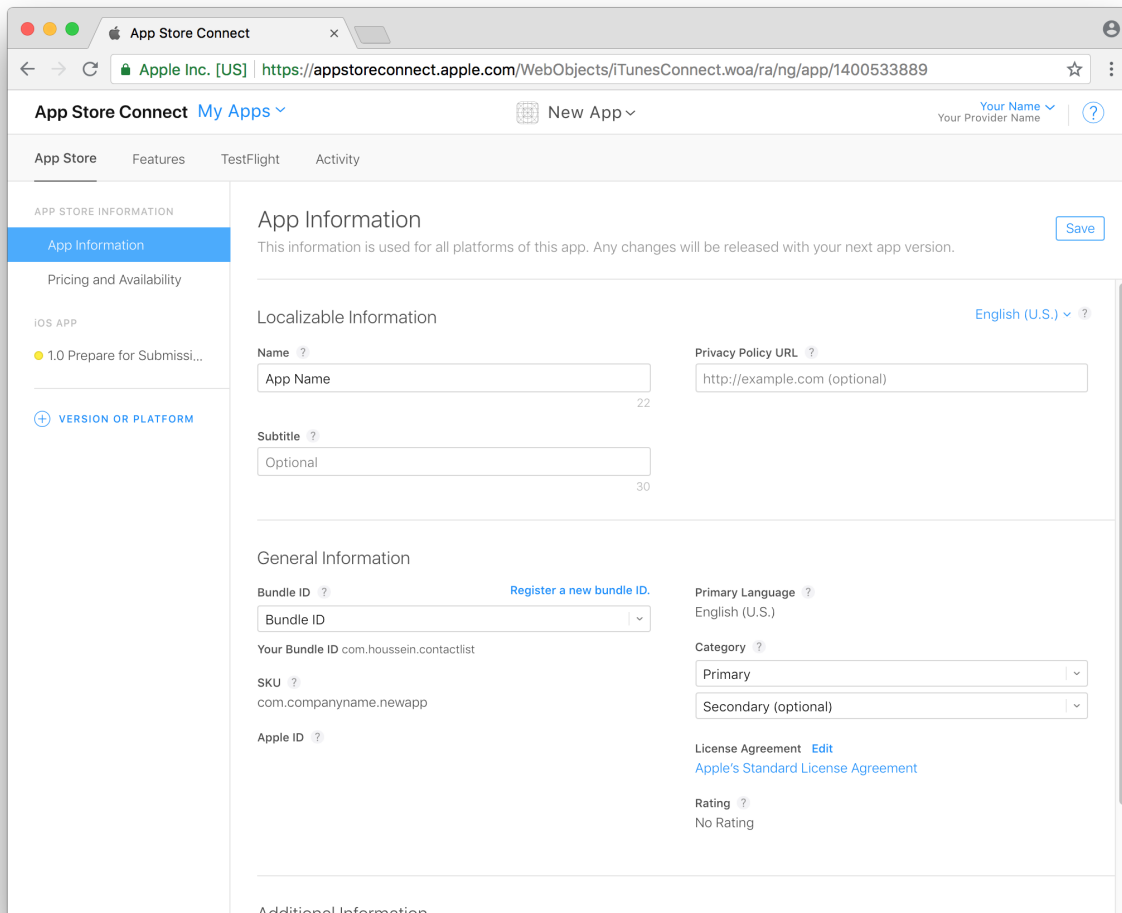 App Store Connect
Apple Inc. [US] https://appstoreconnect.apple.com/WebObjects/iTunesConnect.woa/ra/ng/app/1400533889
App Store Connect My Apps New App Your Name
Your Provider Name
?
App Store Features TestFlight Activity
APP STORE INFORMATION
App Information
Pricing and Availability
iOS APP
1.0 Prepare for Submissi...
VERSION OR PLATFORM
App Information
This information is used for all platforms of this app. Any changes will be released with your next app version.
Save
Localizable Information
English (U.S.) ?
Name ?
App Name
22
Privacy Policy URL ?
http://example.com (optional)
Subtitle ?
Optional
30
General Information
Bundle ID ? Register a new bundle ID.
Bundle ID
Your Bundle ID com.houssein.contactlist
SKU ?
com.companyname.newapp
Apple ID ?
Primary Language ?
English (U.S.)
Category ?
Primary
Secondary (optional)
License Agreement Edit
Apple's Standard License Agreement
Rating ?
No Rating
Additional Information